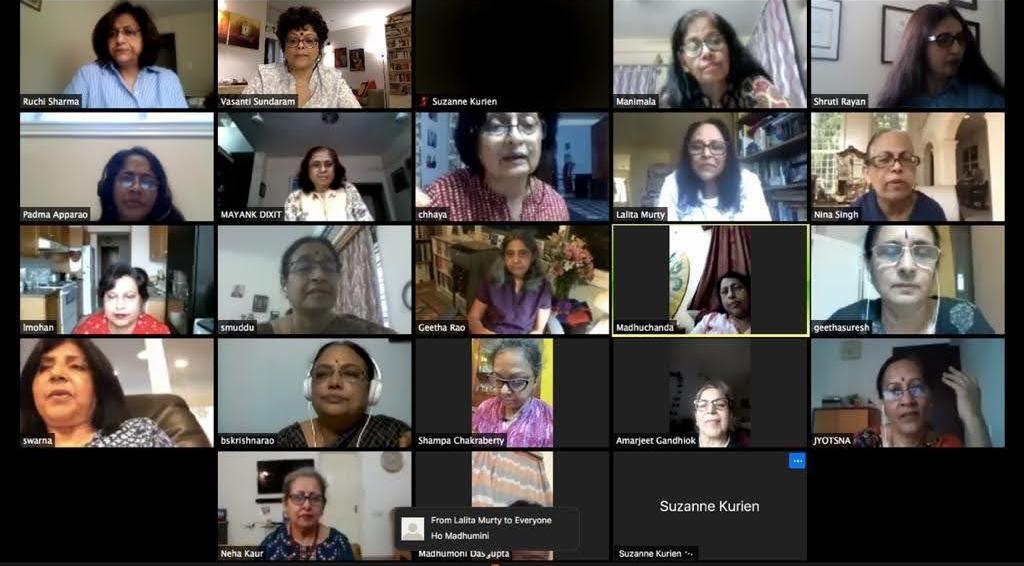 Ruchi Sharma
Vasanti Sundaram
Suzanne Kurien
Manimala
Shruti Rayan
Padma Apparao
MAYANK DIXIT
chhaya
Lalita Murty
Nina Singh
lmohan
smuddu
Geetha Rao
Madhuchanda
geethasuresh
swarna
bskrishnarao
Shampa Chakraberty
Amarjeet Gandhiok
JYOTSNA
Neha Kaur
From Lalita Murty to Everyone
Ho Madhumini
Madhumoni Dasgupta
Suzanne Kurien
Suzanne Kurien